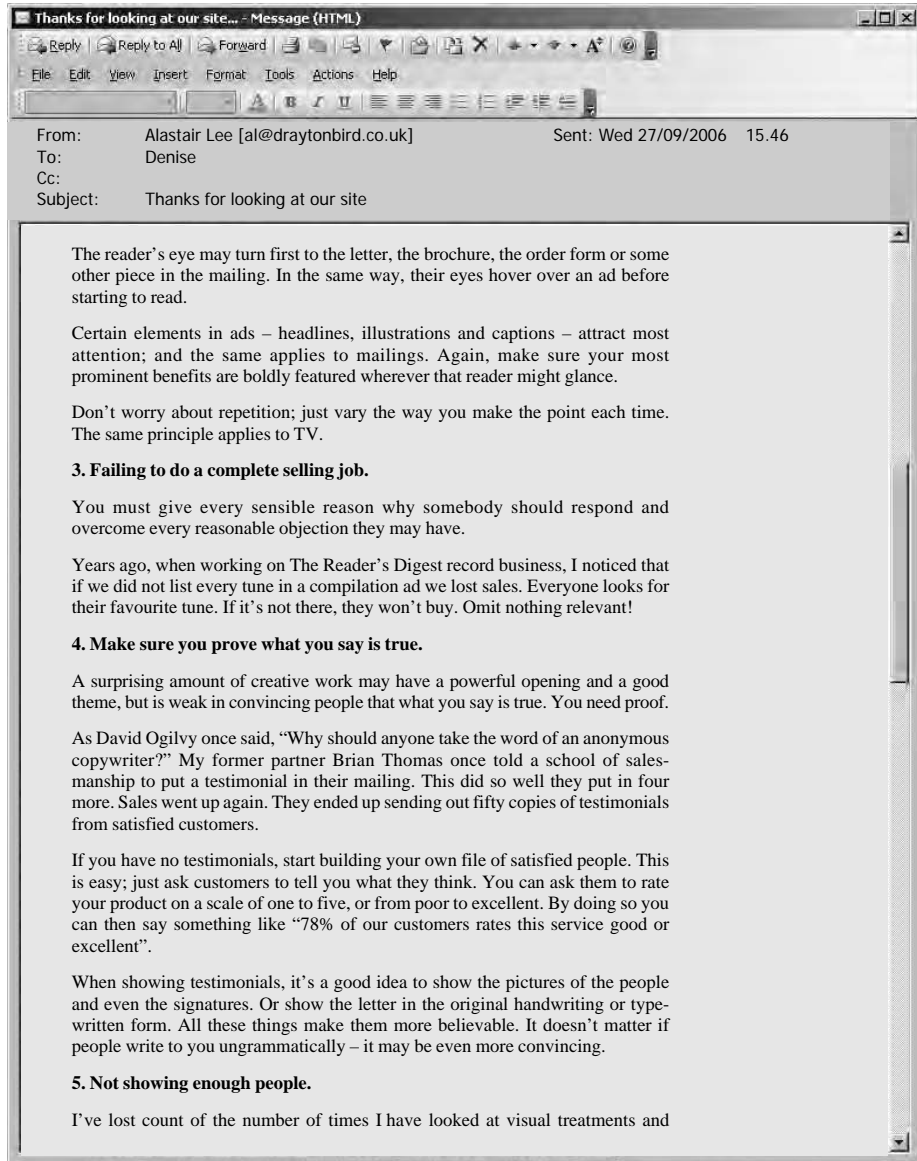 Thanks for looking at our site... - Message (HTML)
Reply Reply to All Forward
File Edit View Insert Format Tools Actions Help
A B I U
From: Alastair Lee [al@draytonbird.co.uk] Sent: Wed 27/09/2006 15.46
To: Denise
Cc:
Subject: Thanks for looking at our site
The reader’s eye may turn first to the letter, the brochure, the order form or some
other piece in the mailing. In the same way, their eyes hover over an ad before
starting to read.
Certain elements in ads – headlines, illustrations and captions – attract most
attention; and the same applies to mailings. Again, make sure your most
prominent benefits are boldly featured wherever that reader might glance.
Don’t worry about repetition; just vary the way you make the point each time.
The same principle applies to TV.
3. Failing to do a complete selling job.
You must give every sensible reason why somebody should respond and
overcome every reasonable objection they may have.
Years ago, when working on The Reader’s Digest record business, I noticed that
if we did not list every tune in a compilation ad we lost sales. Everyone looks for
their favourite tune. If it’s not there, they won’t buy. Omit nothing relevant!
4. Make sure you prove what you say is true.
A surprising amount of creative work may have a powerful opening and a good
theme, but is weak in convincing people that what you say is true. You need proof.
As David Ogilvy once said, “Why should anyone take the word of an anonymous
copywriter?” My former partner Brian Thomas once told a school of sales-
manship to put a testimonial in their mailing. This did so well they put in four
more. Sales went up again. They ended up sending out fifty copies of testimonials
from satisfied customers.
If you have no testimonials, start building your own file of satisfied people. This
is easy; just ask customers to tell you what they think. You can ask them to rate
your product on a scale of one to five, or from poor to excellent. By doing so you
can then say something like “78% of our customers rates this service good or
excellent”.
When showing testimonials, it’s a good idea to show the pictures of the people
and even the signatures. Or show the letter in the original handwriting or type-
written form. All these things make them more believable. It doesn’t matter if
people write to you ungrammatically – it may be even more convincing.
5. Not showing enough people.
I’ve lost count of the number of times I have looked at visual treatments and